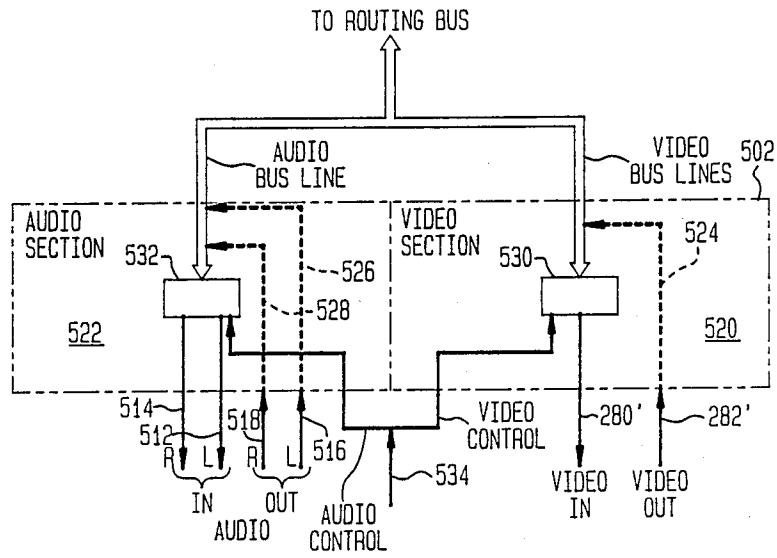 TO ROUTING BUS
AUDIO
BUS LINE
VIDEO
BUS LINES
502
AUDIO
SECTION
VIDEO
SECTION
532
526
528
530
524
522
520
514
512
518
516
R L
R L
IN
OUT
AUDIO
AUDIO
CONTROL
534
VIDEO
CONTROL
280'
282'
VIDEO
IN
VIDEO
OUT